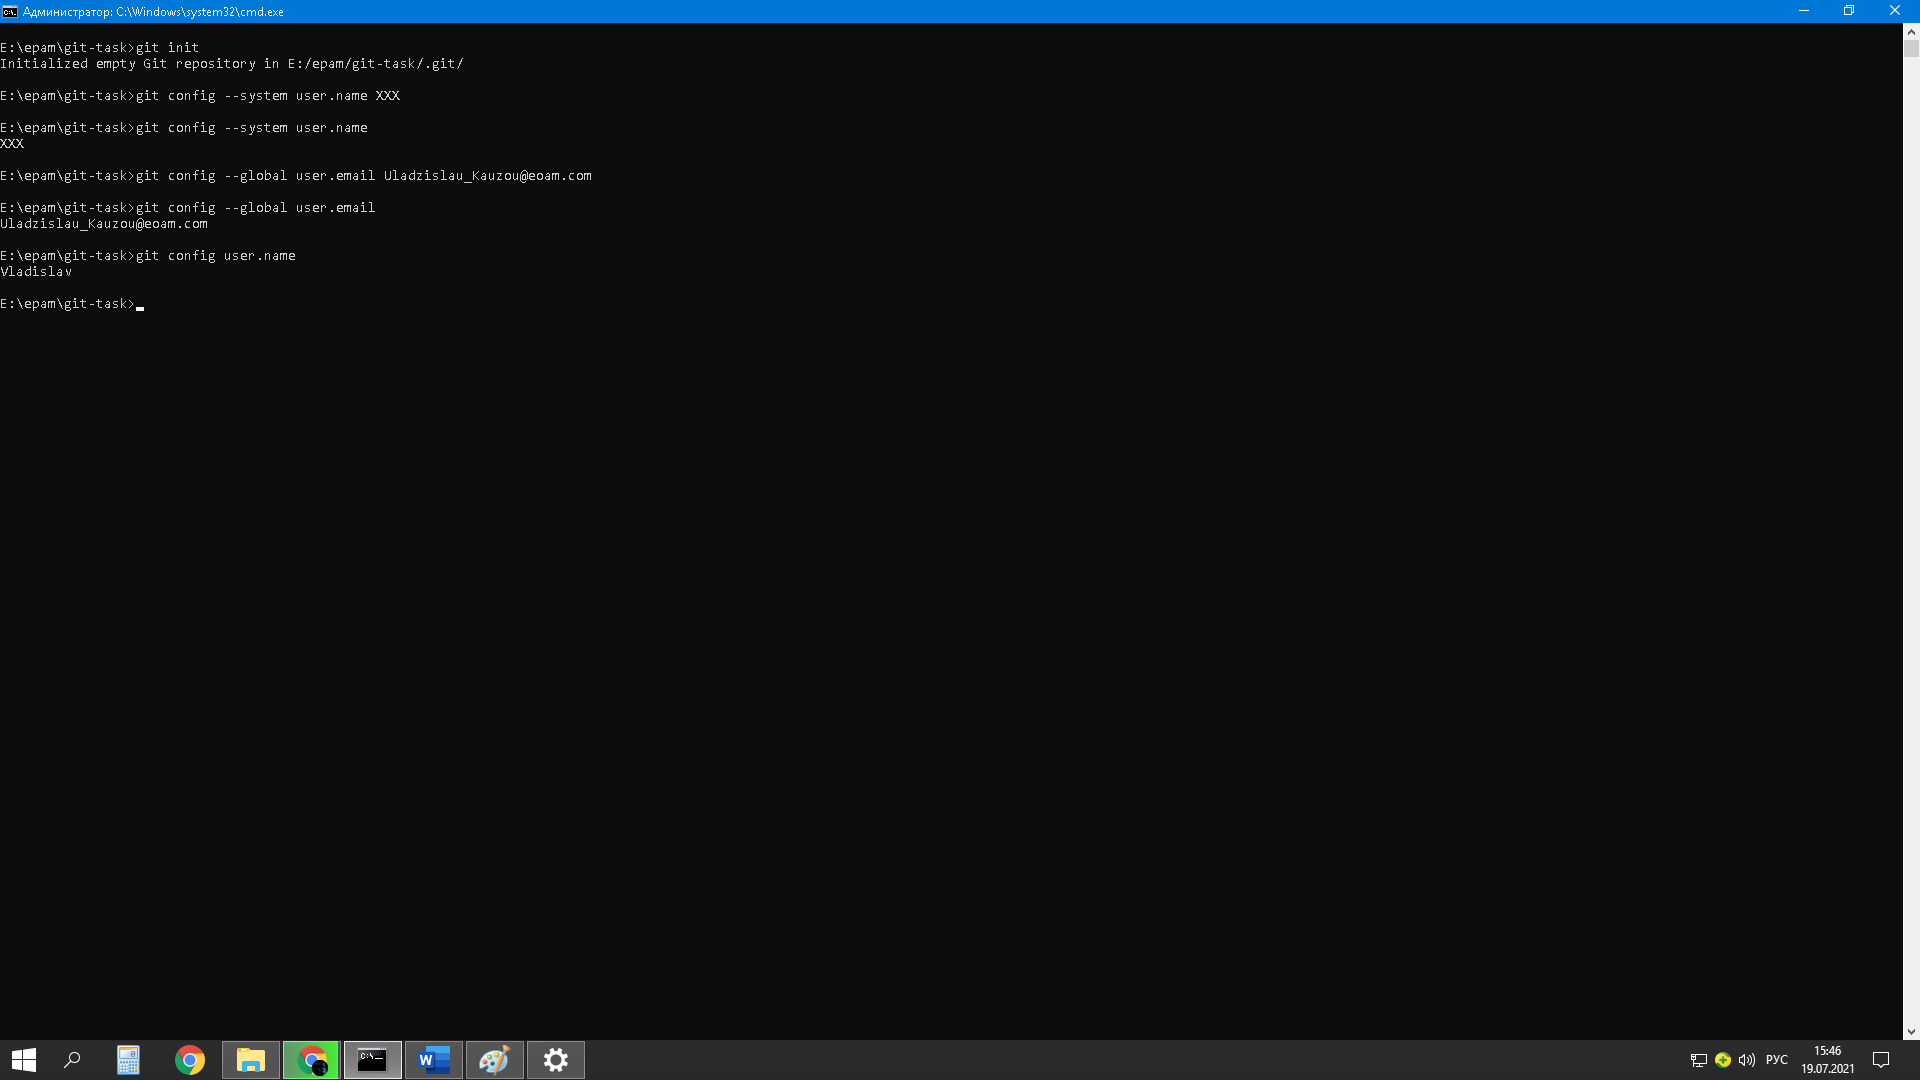 Администратор: C:\Windows\system32\cmd.exe
E:\epam\git-task>git init
Initialized empty Git repository in E:/epam/git-task/.git/
E:\epam\git-task>git config --system user.name XXX
E:\epam\git-task>git config --system user.name
XXX
E:\epam\git-task>git config --global user.email Uladzislau_Kauzou@eoam.com
E:\epam\git-task>git config --global user.email
Uladzislau_Kauzou@eoam.com
E:\epam\git-task>git config user.name
Vladislav
E:\epam\git-task>
РУС
15:46
19.07.2021